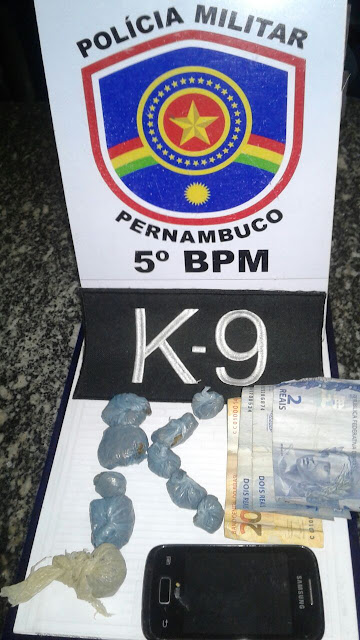 POLÍCIA MILITAR
PERNAMBUCO
5º BPM
K-9
2
REAIS
DOIS REAIS
DOIS REAIS
20
SAMSUNG